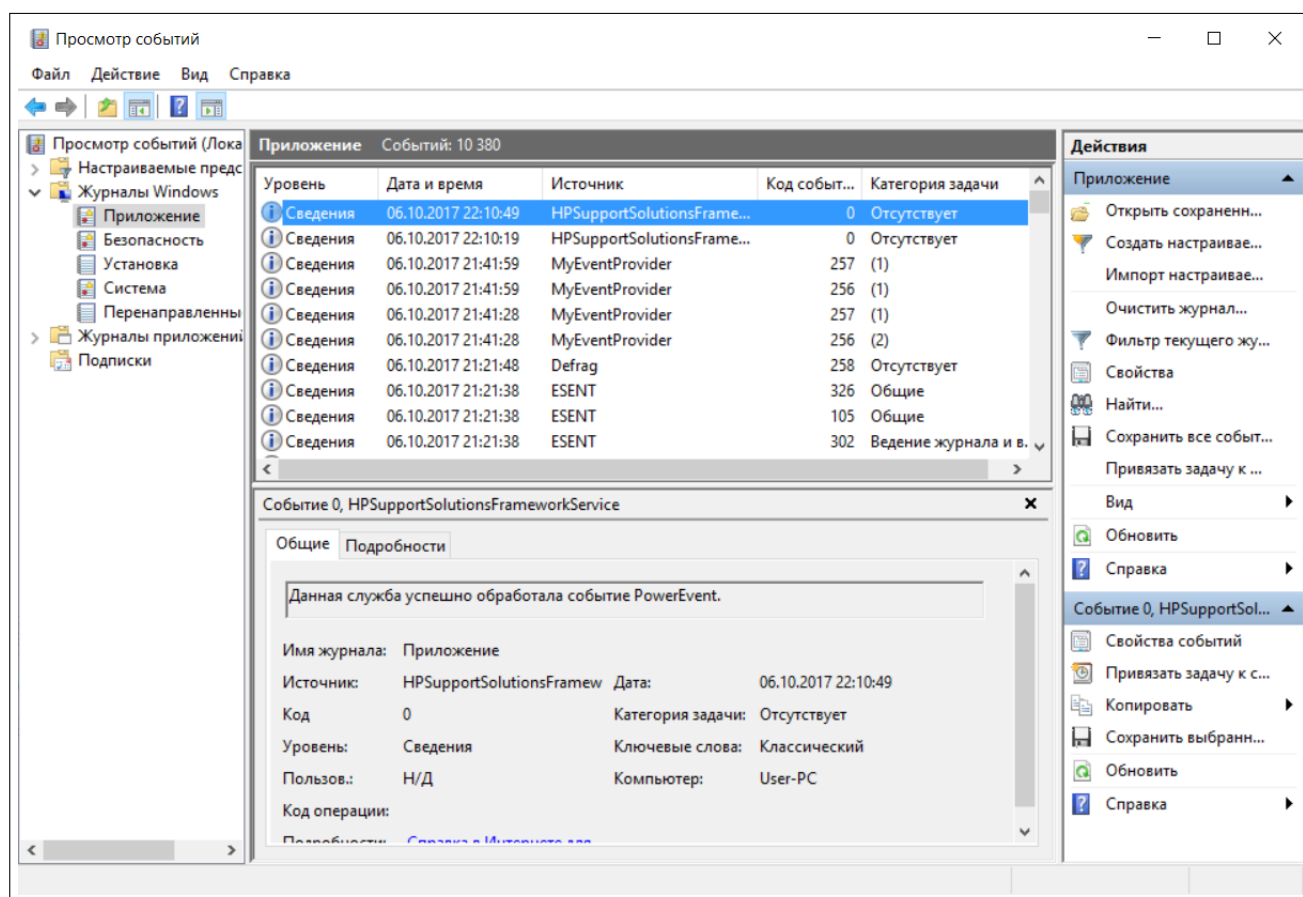 Просмотр событий
Файл Действие Вид Справка
Просмотр событий (Лока
Настраиваемые предс
Журналы Windows
Приложение
Безопасность
Установка
Система
Перенаправленны
Журналы приложений
Подписки
Приложение Событий: 10 380
Уровень Дата и время Источник Код событ... Категория задачи
Сведения 06.10.2017 22:10:49 HPSupportSolutionsFrame... 0 Отсутствует
Сведения 06.10.2017 22:10:19 HPSupportSolutionsFrame... 0 Отсутствует
Сведения 06.10.2017 21:41:59 MyEventProvider 257 (1)
Сведения 06.10.2017 21:41:59 MyEventProvider 256 (1)
Сведения 06.10.2017 21:41:28 MyEventProvider 257 (1)
Сведения 06.10.2017 21:41:28 MyEventProvider 256 (2)
Сведения 06.10.2017 21:21:48 Defrag 258 Отсутствует
Сведения 06.10.2017 21:21:38 ESENT 326 Общие
Сведения 06.10.2017 21:21:38 ESENT 105 Общие
Сведения 06.10.2017 21:21:38 ESENT 302 Ведение журнала и в.
Событие 0, HPSupportSolutionsFrameworkService
Общие Подробности
Данная служба успешно обработала событие PowerEvent.
Имя журнала: Приложение
Источник: HPSupportSolutionsFramew Дата: 06.10.2017 22:10:49
Код 0 Категория задачи: Отсутствует
Уровень: Сведения Ключевые слова: Классический
Пользов.: Н/Д Компьютер: User-PC
Код операции:
Подробности: Справка в Интернете для
Действия
Приложение
Открыть сохраненн...
Создать настраивае...
Импорт настраивае...
Очистить журнал...
Фильтр текущего жу...
Свойства
Найти...
Сохранить все событ...
Привязать задачу к ...
Вид
Обновить
Справка
Событие 0, HPSupportSol...
Свойства событий
Привязать задачу к с...
Копировать
Сохранить выбранн...
Обновить
Справка